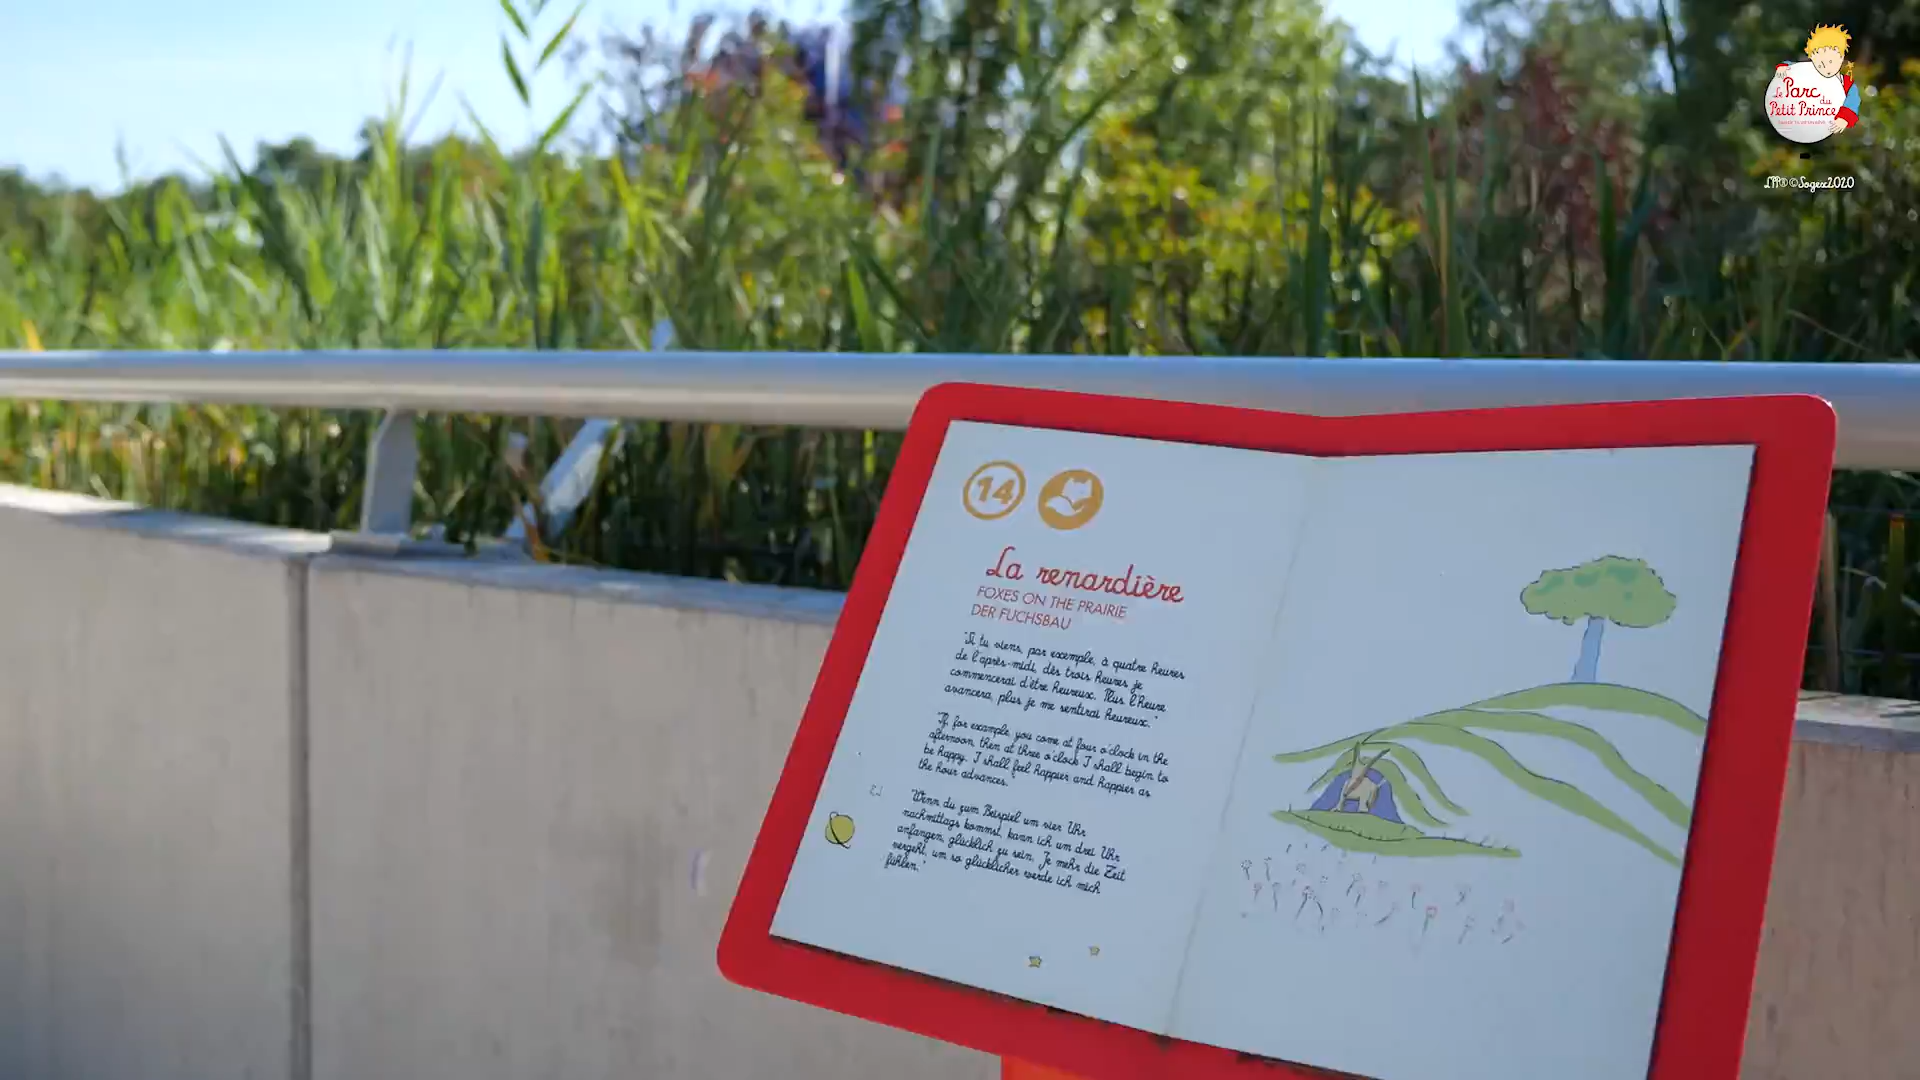 Le Parc
du
Petit Prince
LPP®©Sogex2020
14
La renardière
FOXES ON THE PRAIRIE
DER FUCHSBAU
"Si tu viens, par exemple, à quatre heures
de l'après-midi, dès trois heures je
commencerai d'être heureux. Plus l'heure
avancera, plus je me sentirai heureux."
"If, for example, you come at four o'clock in the
afternoon, then at three o'clock I shall begin to
be happy. I shall feel happier and happier as
the hour advances."
"Wenn du zum Beispiel um vier Uhr
nachmittags kommst, kann ich um drei Uhr
anfangen, glücklich zu sein. Je mehr die Zeit
vergeht, um so glücklicher werde ich mich
fühlen."